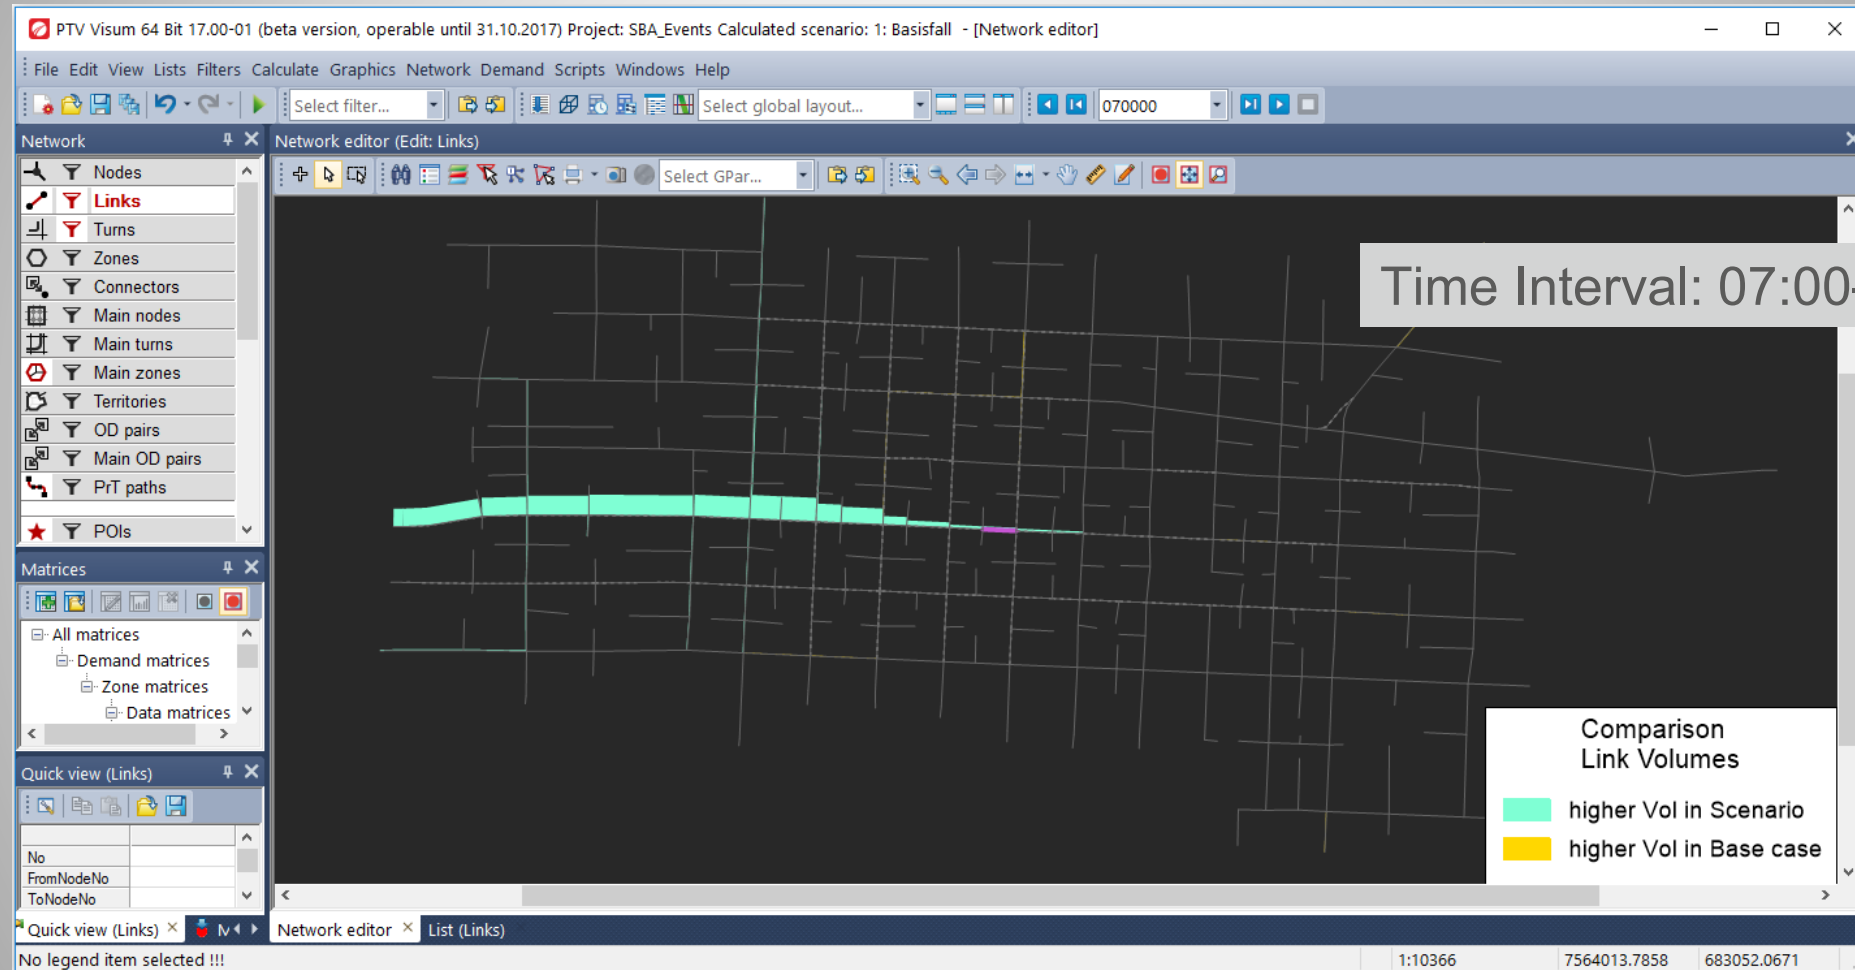 PTV Visum 64 Bit 17.00-01 (beta version, operable until 31.10.2017) Project: SBA_Events Calculated scenario: 1: Basisfall - [Network editor]
File Edit View Lists Filters Calculate Graphics Network Demand Scripts Windows Help
Select filter... Select global layout... 070000
Network
Nodes
Links
Turns
Zones
Connectors
Main nodes
Main turns
Main zones
Territories
OD pairs
Main OD pairs
PrT paths
POIs
Matrices
All matrices
Demand matrices
Zone matrices
Data matrices
Quick view (Links)
No
FromNodeNo
ToNodeNo
Quick view (Links)
Network editor (Edit: Links)
Select GPar...
Time Interval: 07:00-
Comparison
Link Volumes
higher Vol in Scenario
higher Vol in Base case
Network editor List (Links)
No legend item selected !!!
1:10366 7564013.7858 683052.0671